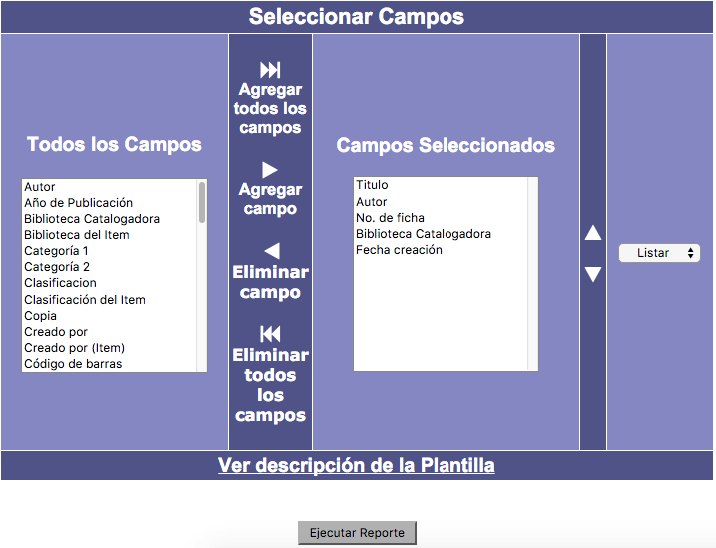 Seleccionar Campos
Todos los Campos
Autor
Año de Publicación
Biblioteca Catalogadora
Biblioteca del Item
Categoría 1
Categoría 2
Clasificacion
Clasificación del Item
Copia
Creado por
Creado por (Item)
Código de barras
Agregar
todos los
campos
Agregar
campo
Eliminar
campo
Eliminar
todos
los
campos
Campos Seleccionados
Titulo
Autor
No. de ficha
Biblioteca Catalogadora
Fecha creación
Listar
Ver descripción de la Plantilla
Ejecutar Reporte